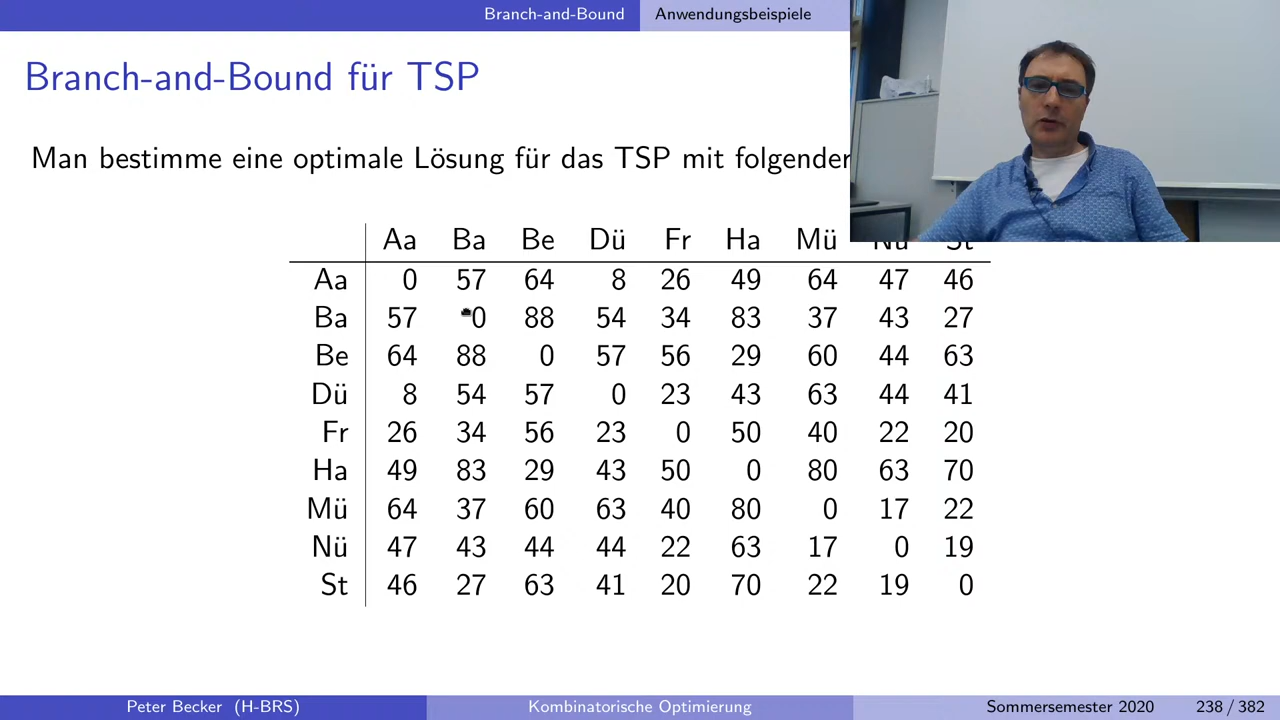 Branch-and-Bound Anwendungsbeispiele
Branch-and-Bound für TSP
Man bestimme eine optimale Lösung für das TSP mit folgender
Aa Ba Be Dü Fr Ha Mü Nü St
Aa 0 57 64 8 26 49 64 47 46
Ba 57 0 88 54 34 83 37 43 27
Be 64 88 0 57 56 29 60 44 63
Dü 8 54 57 0 23 43 63 44 41
Fr 26 34 56 23 0 50 40 22 20
Ha 49 83 29 43 50 0 80 63 70
Mü 64 37 60 63 40 80 0 17 22
Nü 47 43 44 44 22 63 17 0 19
St 46 27 63 41 20 70 22 19 0
Peter Becker (H-BRS) Kombinatorische Optimierung Sommersemester 2020 238 / 382